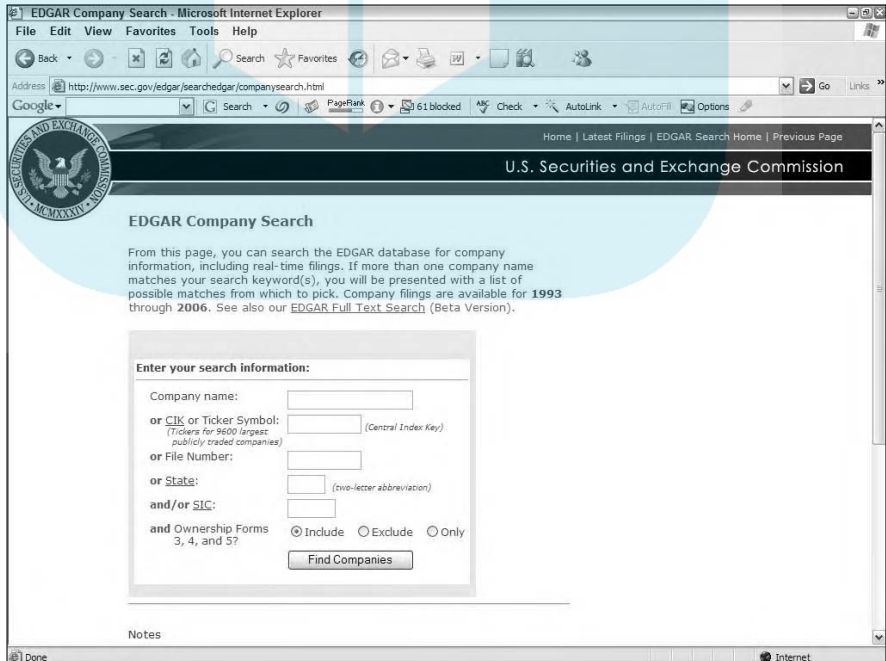 EDGAR Company Search - Microsoft Internet Explorer
File Edit View Favorites Tools Help
Back Search Favorites
Address http://www.sec.gov/edgar/searchedgar/companysearch.html Go Links »
Google Search PageRank 61 blocked ABC Check AutoLink AutoFill Options
U.S. SECURITIES AND EXCHANGE COMMISSION
MCMXXXIV
Home | Latest Filings | EDGAR Search Home | Previous Page
U.S. Securities and Exchange Commission
EDGAR Company Search
From this page, you can search the EDGAR database for company
information, including real-time filings. If more than one company name
matches your search keyword(s), you will be presented with a list of
possible matches from which to pick. Company filings are available for 1993
through 2006. See also our EDGAR Full Text Search (Beta Version).
Enter your search information:
Company name:
or CIK or Ticker Symbol: (Central Index Key)
(Tickers for 9600 largest
publicly traded companies)
or File Number:
or State: (two-letter abbreviation)
and/or SIC:
and Ownership Forms Include Exclude Only
3, 4, and 5?
Find Companies
Notes
Done Internet